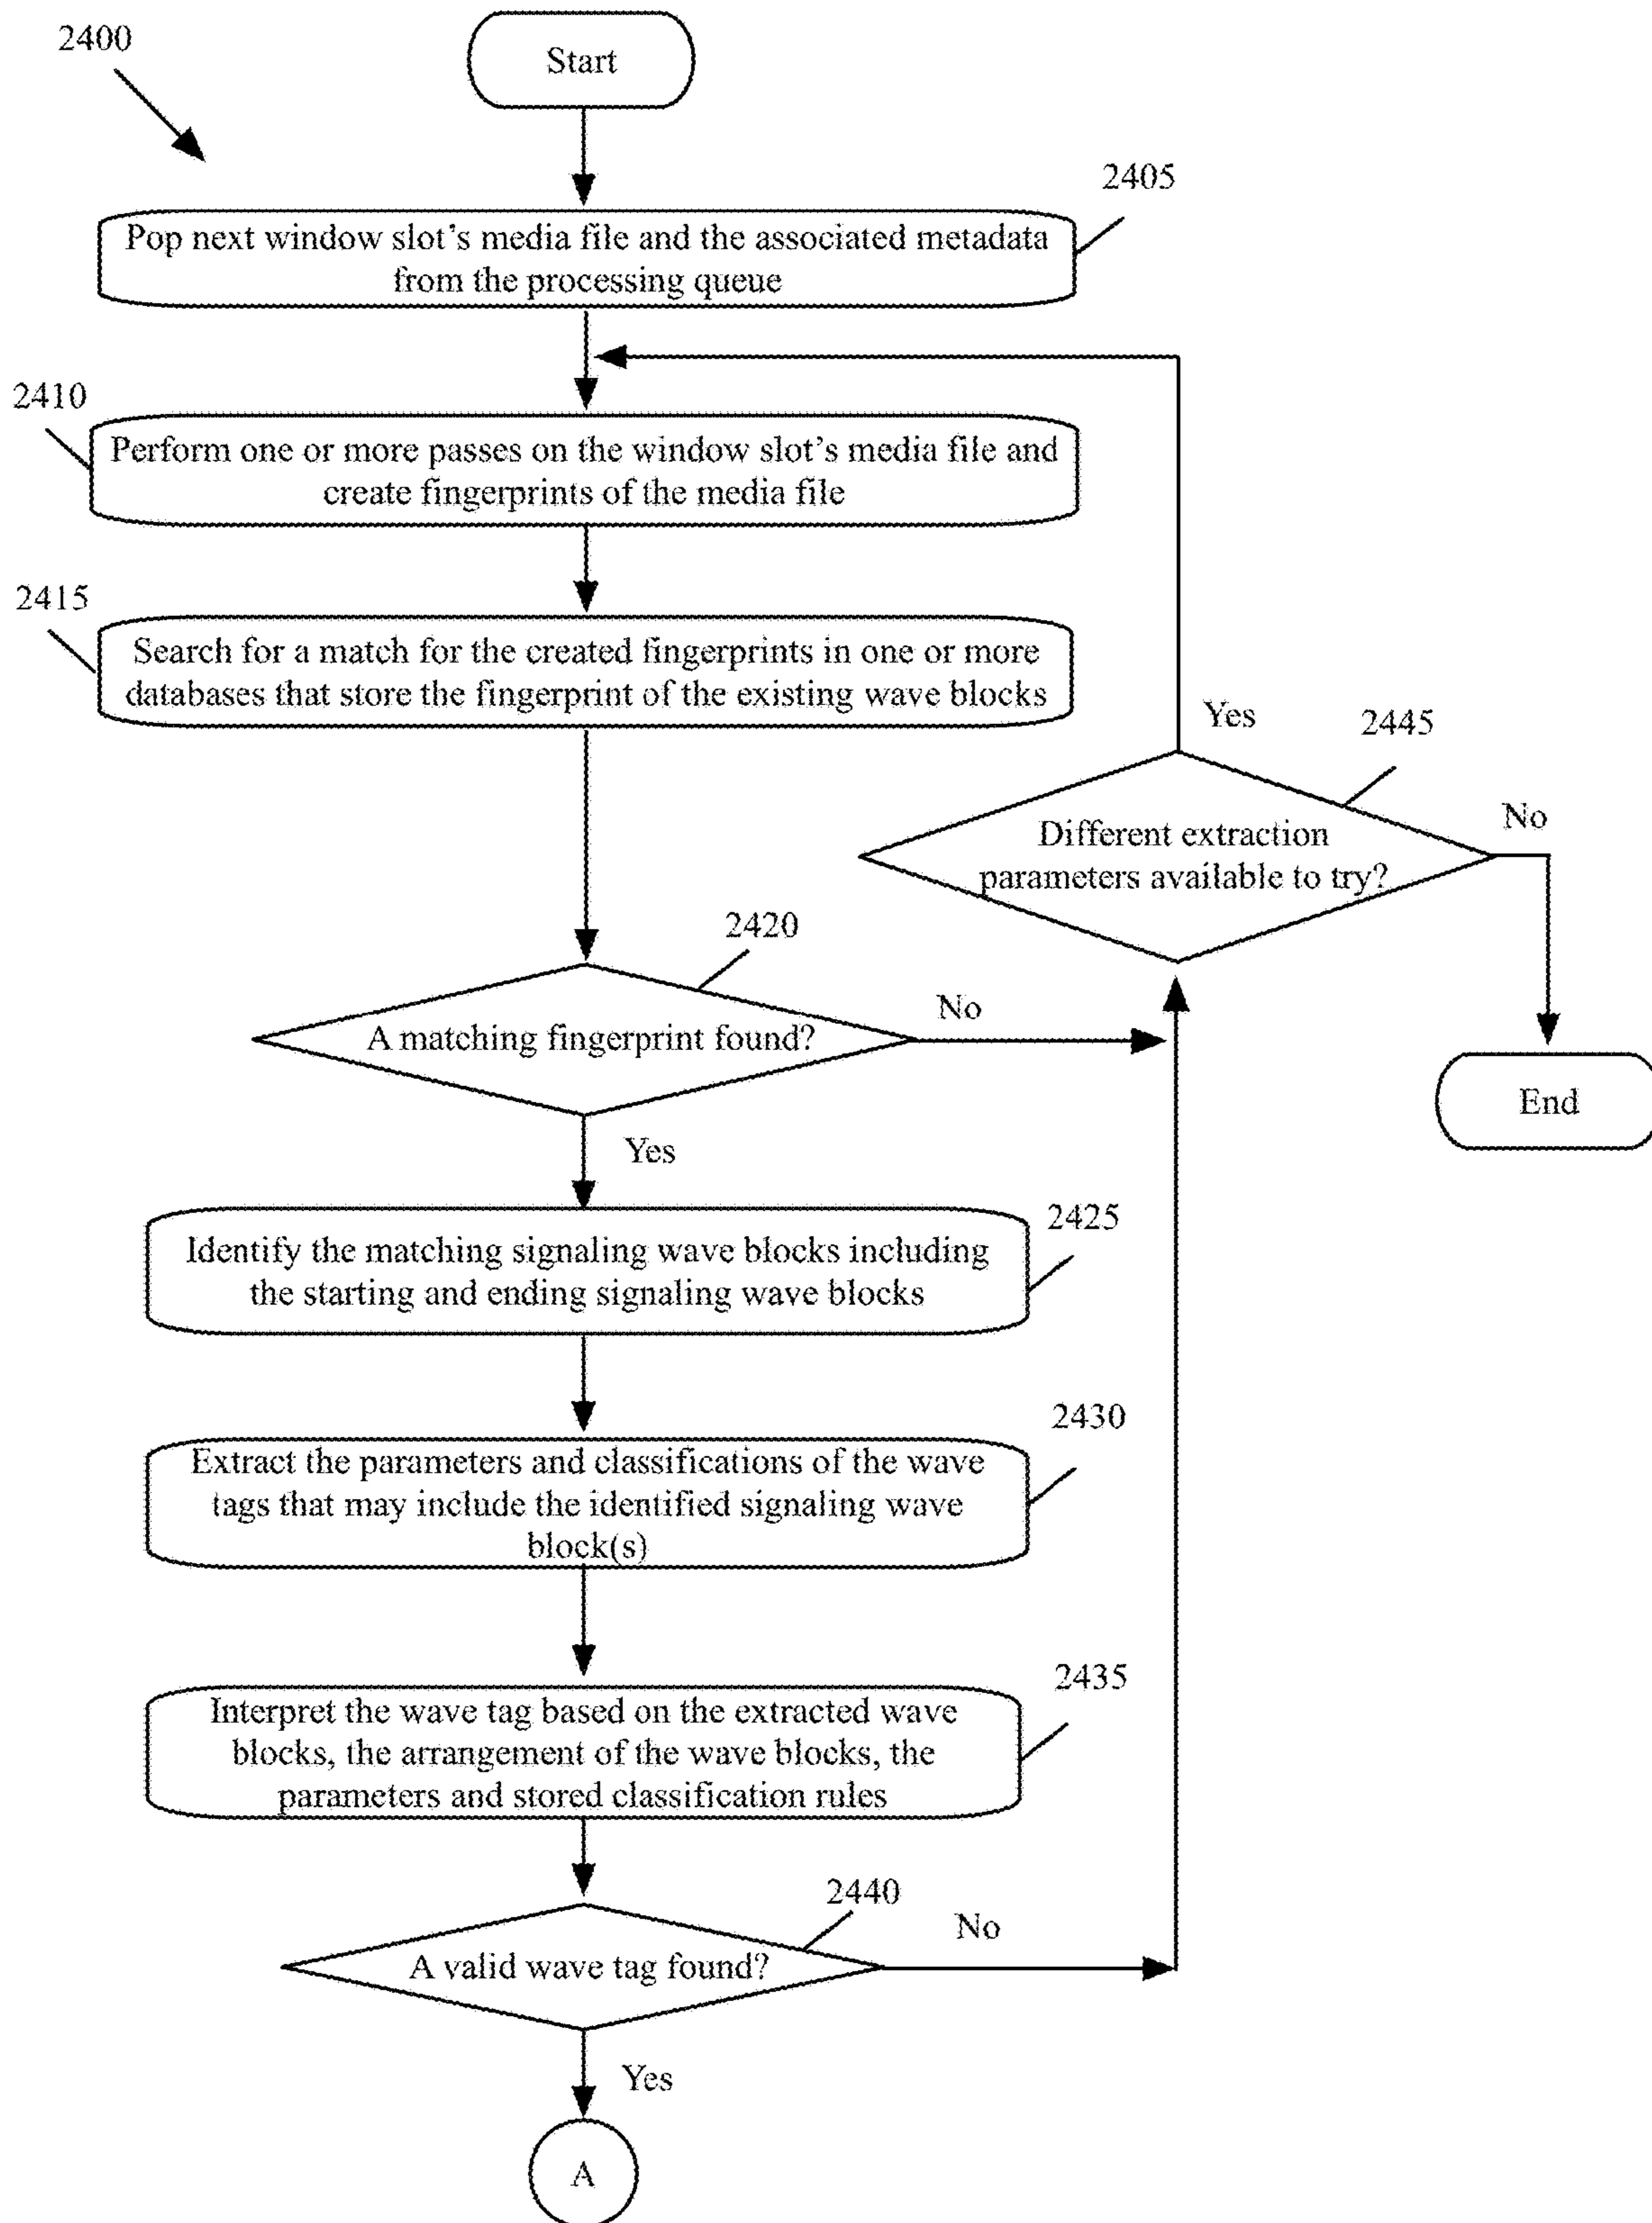 2400
Start
2405
Pop next window slot's media file and the associated metadata
from the processing queue
2410
Perform one or more passes on the window slot's media file and
create fingerprints of the media file
2415
Search for a match for the created fingerprints in one or more
databases that store the fingerprint of the existing wave blocks
Yes
2445
No
Different extraction
parameters available to try?
2420
No
A matching fingerprint found?
End
Yes
2425
Identify the matching signaling wave blocks including
the starting and ending signaling wave blocks
2430
Extract the parameters and classifications of the wave
tags that may include the identified signaling wave
block(s)
2435
Interpret the wave tag based on the extracted wave
blocks, the arrangement of the wave blocks, the
parameters and stored classification rules
2440
No
A valid wave tag found?
Yes
A